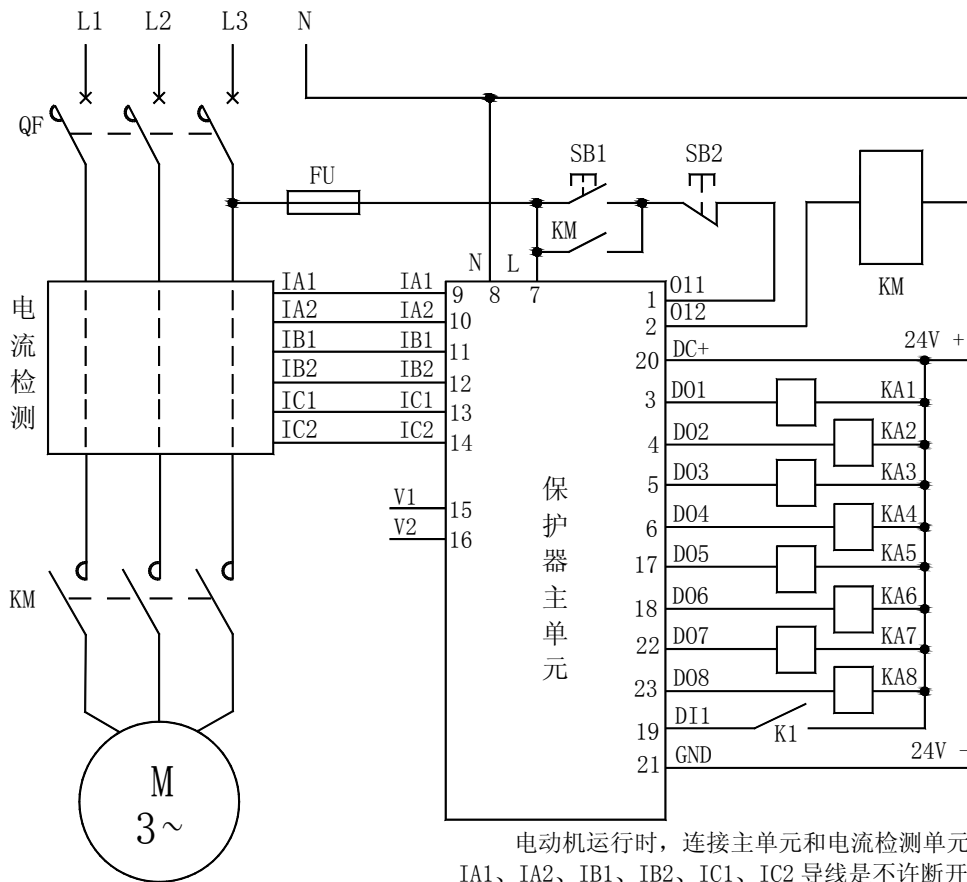 L1 L2 L3 N
QF
FU
SB1 SB2
KM
KM
N L
IA1 IA1 9 8 7
IA2 IA2 10
IB1 IB1 11
IB2 IB2 12
IC1 IC1 13
IC2 IC2 14
电流检测
V1 15
V2 16
保护器主单元
1 O11
2 O12
24V +
20 DC+
3 DO1 KA1
4 DO2 KA2
5 DO3 KA3
6 DO4 KA4
17 DO5 KA5
18 DO6 KA6
22 DO7 KA7
23 DO8 KA8
19 DI1 K1
21 GND 24V -
KM
M
3~
电动机运行时，连接主单元和电流检测单元
IA1、IA2、IB1、IB2、IC1、IC2 导线是不许断开